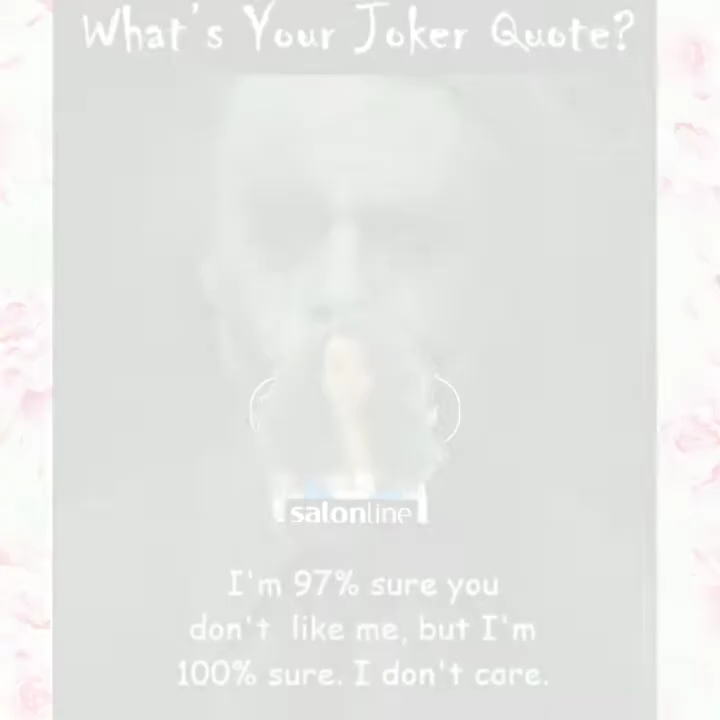 What's Your Joker Quote?
salonline
I'm 97% sure you
don't like me, but I'm
100% sure. I don't care.